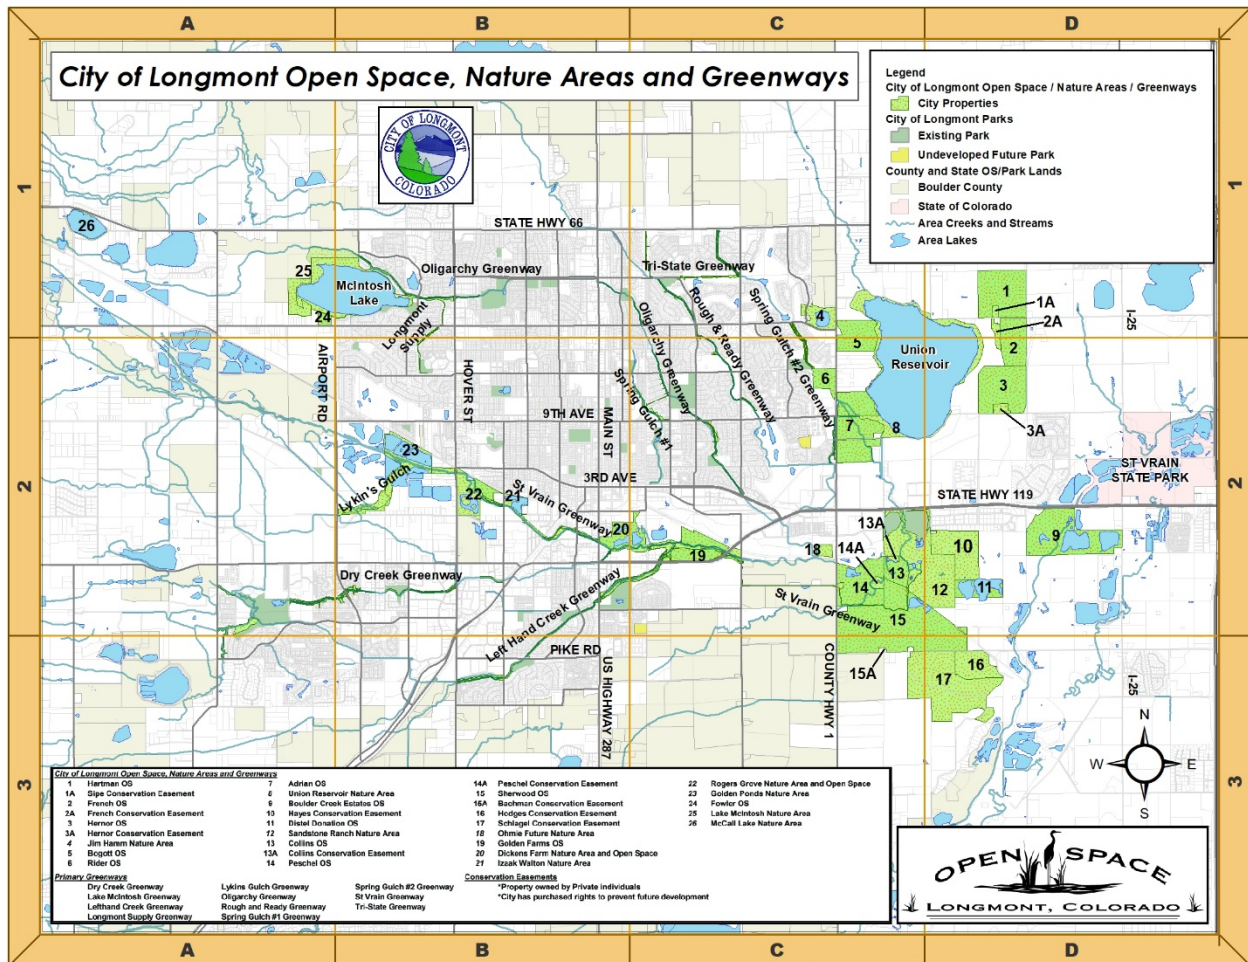 A B C D
City of Longmont Open Space, Nature Areas and Greenways
CITY OF LONGMONT
COLORADO
Legend
City of Longmont Open Space / Nature Areas / Greenways
City Properties
City of Longmont Parks
Existing Park
Undeveloped Future Park
County and State OS/Park Lands
Boulder County
State of Colorado
Area Creeks and Streams
Area Lakes
1
1
26
STATE HWY 66
25
McIntosh
Lake
Oligarchy Greenway
Tri-State Greenway
24
Longmont
Supply
4
1
1A
2A
I-25
Rough & Ready Greenway
Spring Gulch #2 Greenway
Oligarchy Greenway
Spring Gulch #1
5
Union
Reservoir
2
AIRPORT RD
HOVER ST
6
3
9TH AVE
MAIN ST
7
8
3A
23
2
2
Lykin's Gulch
3RD AVE
ST VRAIN
STATE PARK
22
21
St Vrain Greenway
STATE HWY 119
20
19
18
13A
14A
10
9
13
Dry Creek Greenway
14
12
11
Left Hand Creek Greenway
St Vrain Greenway
15
PIKE RD
US HIGHWAY 287
COUNTY HWY 1
15A
16
17
I-25
N
W E
S
3
3
City of Longmont Open Space, Nature Areas and Greenways
1 Hartman OS
1A Sipe Conservation Easement
2 French OS
2A French Conservation Easement
3 Hernor OS
3A Hernor Conservation Easement
4 Jim Hamm Nature Area
5 Bogott OS
6 Rider OS
7 Adrian OS
8 Union Reservoir Nature Area
9 Boulder Creek Estates OS
10 Hayes Conservation Easement
11 Distel Donation OS
12 Sandstone Ranch Nature Area
13 Collins OS
13A Collins Conservation Easement
14 Peschel OS
14A Peschel Conservation Easement
15 Sherwood OS
15A Bachman Conservation Easement
16 Hodges Conservation Easement
17 Schlagel Conservation Easement
18 Ohmie Future Nature Area
19 Golden Farms OS
20 Dickens Farm Nature Area and Open Space
21 Izaak Walton Nature Area
22 Rogers Grove Nature Area and Open Space
23 Golden Ponds Nature Area
24 Fowler OS
25 Lake McIntosh Nature Area
26 McCall Lake Nature Area
Primary Greenways
Dry Creek Greenway
Lake McIntosh Greenway
Lefthand Creek Greenway
Longmont Supply Greenway
Lykins Gulch Greenway
Oligarchy Greenway
Rough and Ready Greenway
Spring Gulch #1 Greenway
Spring Gulch #2 Greenway
St Vrain Greenway
Tri-State Greenway
Conservation Easements
*Property owned by Private individuals
*City has purchased rights to prevent future development
OPEN SPACE
LONGMONT, COLORADO
A B C D